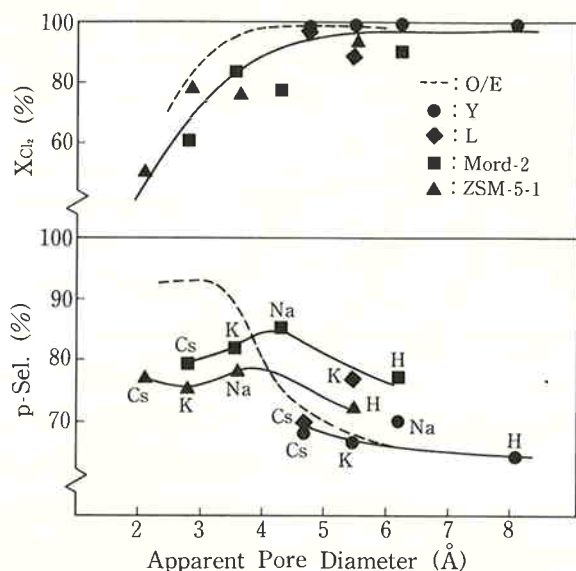 100
80
60
X Cl₂ (%)
---- : O/E
● : Y
◆ : L
■ : Mord-2
▲ : ZSM-5-1
100
90
80
70
p-Sel. (%)
Na
K
Cs
Cs
K
Na
K
H
H
Cs
Cs
K
Na
H
2 3 4 5 6 7 8
Apparent Pore Diameter (Å)